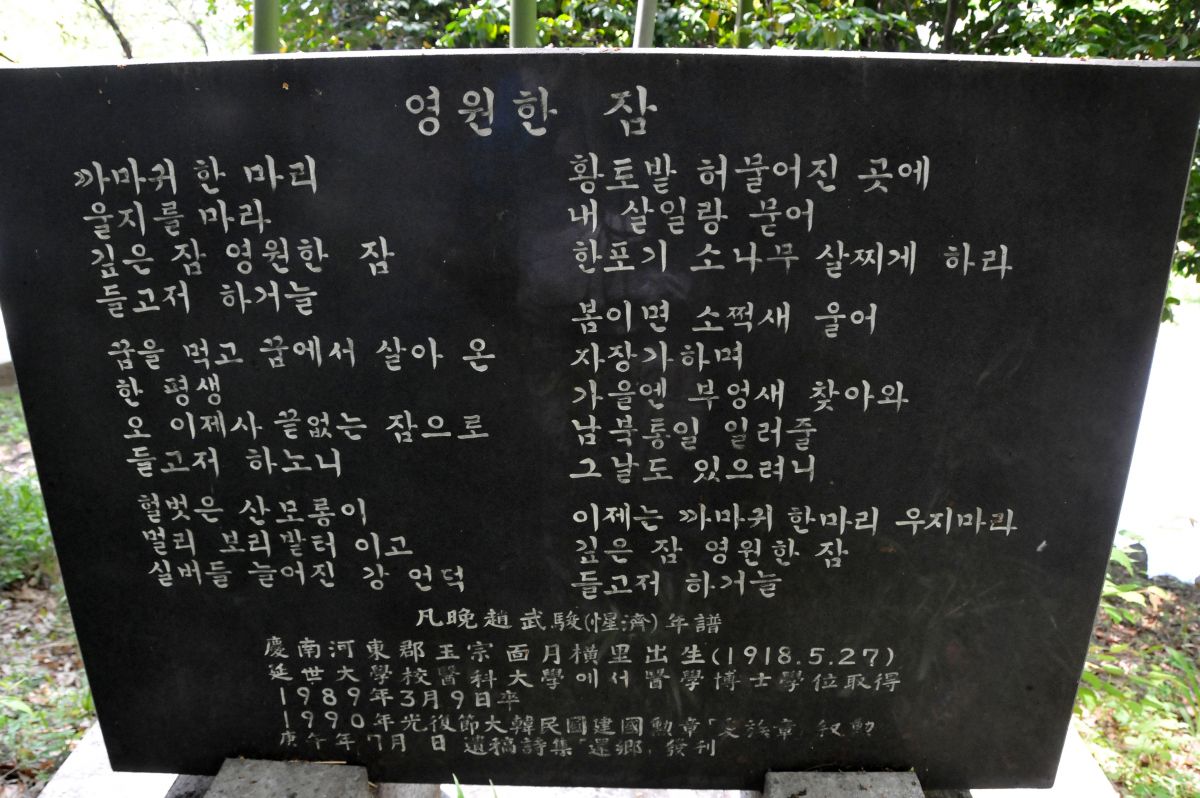 영원한 잠
까마귀 한 마리
울지를 마라
깊은 잠 영원한 잠
들고저 하거늘
꿈을 먹고 꿈에서 살아 온
한 평생
오 이제사 끝없는 잠으로
들고저 하노니
헐벗은 산모롱이
멀리 보리밭터 이고
실버들 늘어진 강 언덕
황토발 허물어진 곳에
내 살일랑 묻어
한포기 소나무 살찌게 하라
봄이면 소쩍새 울어
자장가하며
가을엔 부엉새 찾아와
남북통일 일러줄
그날도 있으려니
이제는 까마귀 한마리 우지마라
깊은 잠 영원한 잠
들고저 하거늘
凡晩趙武駿(惺濟)年譜
慶南河東郡玉宗面月橫里出生(1918.5.27)
延世大學校醫科大學에서 醫學博士學位取得
1989年3月9日卒
1990年光復節大韓民國建國勳章「愛族章」叙勳
庚午年7月 日 遺稿詩集「還鄕」發刊